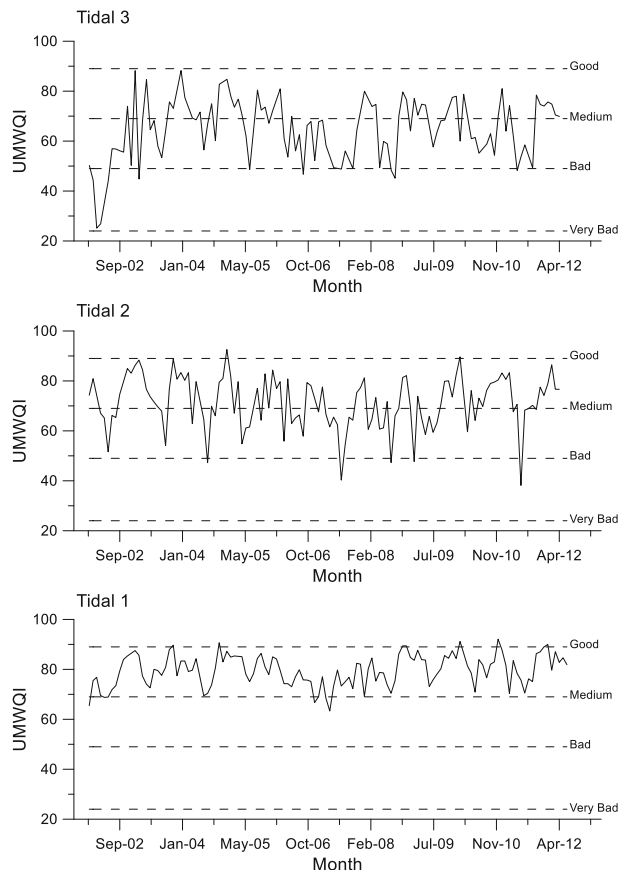 Tidal 3
100
Good
80
Medium
60
Bad
40
Very Bad
20
UMWQI
Sep-02 Jan-04 May-05 Oct-06 Feb-08 Jul-09 Nov-10 Apr-12
Month
Tidal 2
100
Good
80
Medium
60
Bad
40
Very Bad
20
UMWQI
Sep-02 Jan-04 May-05 Oct-06 Feb-08 Jul-09 Nov-10 Apr-12
Month
Tidal 1
100
Good
80
Medium
60
Bad
40
Very Bad
20
UMWQI
Sep-02 Jan-04 May-05 Oct-06 Feb-08 Jul-09 Nov-10 Apr-12
Month